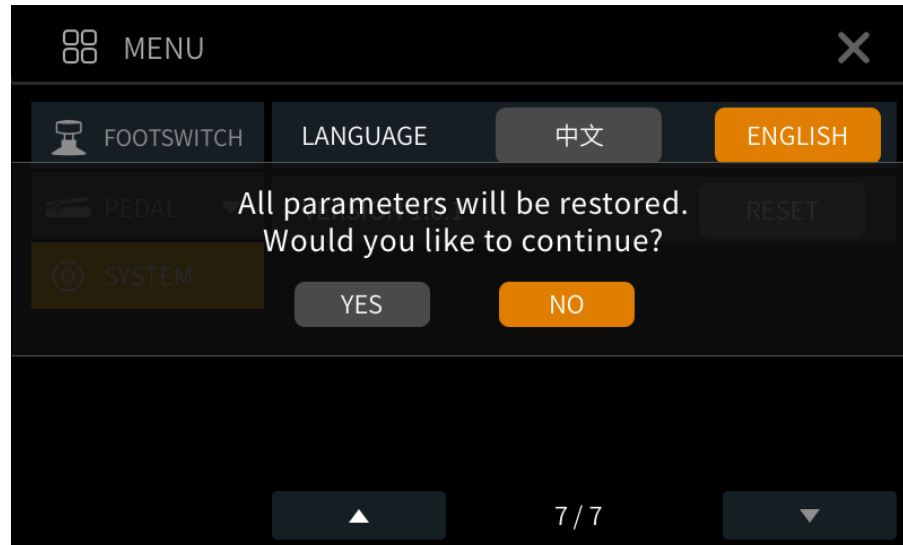 MENU
FOOTSWITCH
LANGUAGE 中文 ENGLISH
PEDAL
RESET
All parameters will be restored.
Would you like to continue?
SYSTEM
YES NO
7 / 7